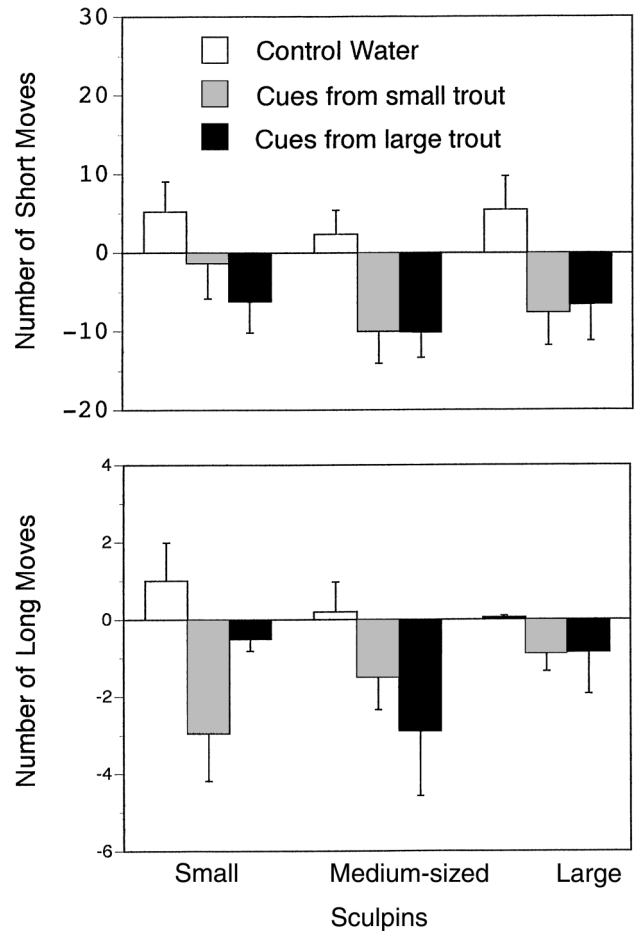 30
20
10
0
−10
−20
Number of Short Moves
Control Water
Cues from small trout
Cues from large trout
4
2
0
-2
-4
-6
Number of Long Moves
Small Medium-sized Large
Sculpins